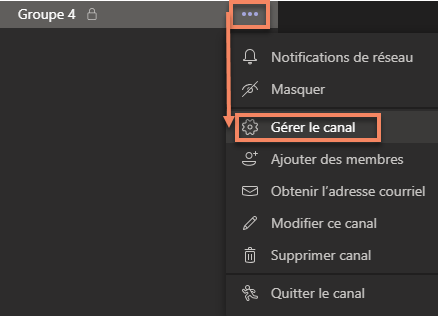 Groupe 4
Notifications de réseau
Masquer
Gérer le canal
Ajouter des membres
Obtenir l'adresse courriel
Modifier ce canal
Supprimer canal
Quitter le canal